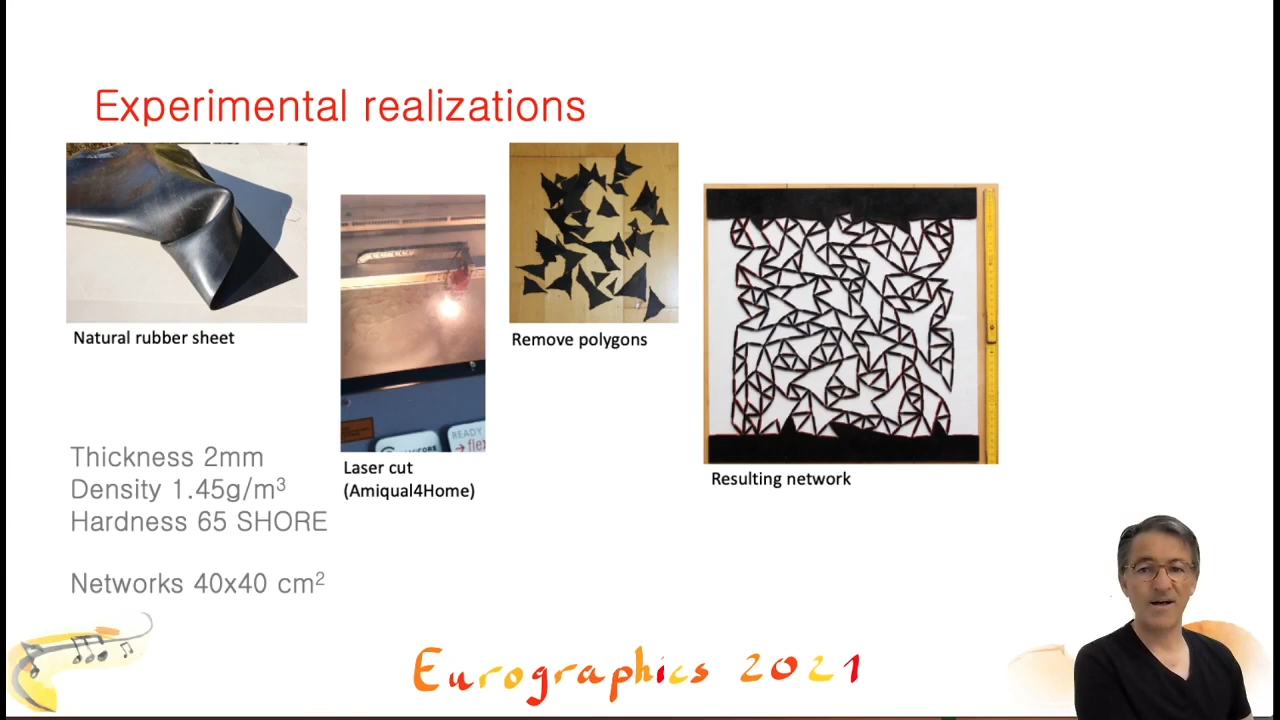 Experimental realizations
Natural rubber sheet
Remove polygons
READY
Laser cut
(Amiqual4Home)
Resulting network
Thickness 2mm
Density 1.45g/m³
Hardness 65 SHORE
Networks 40x40 cm²
Eurographics 2021